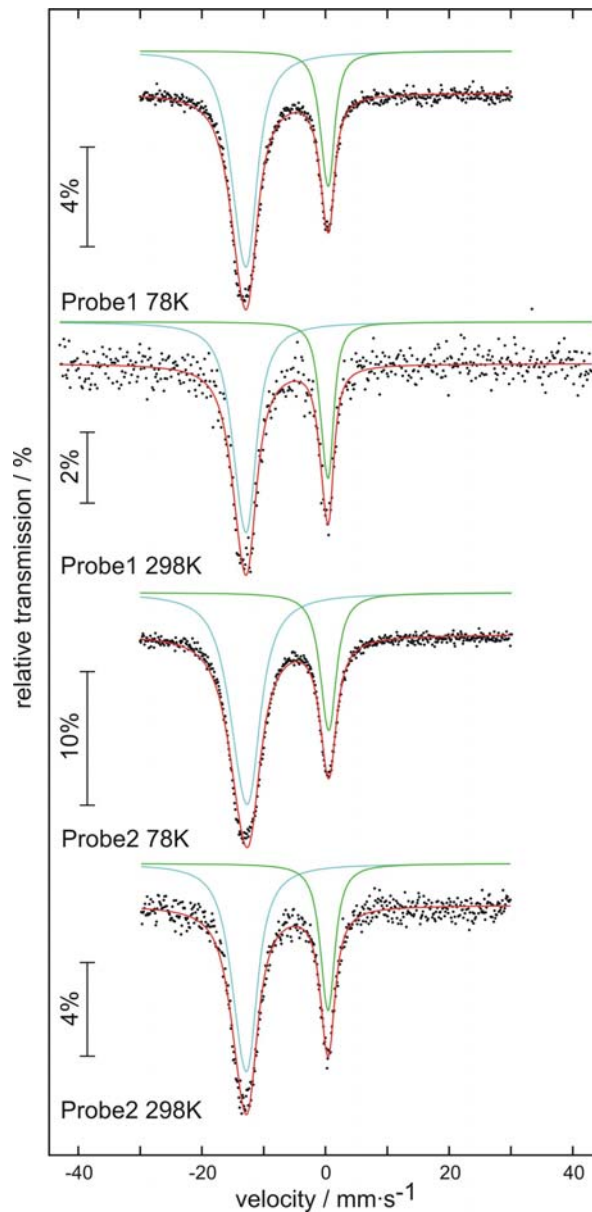 4%
Probe1 78K
2%
Probe1 298K
relative transmission / %
10%
Probe2 78K
4%
Probe2 298K
-40 -20 0 20 40
velocity / mm·s-1